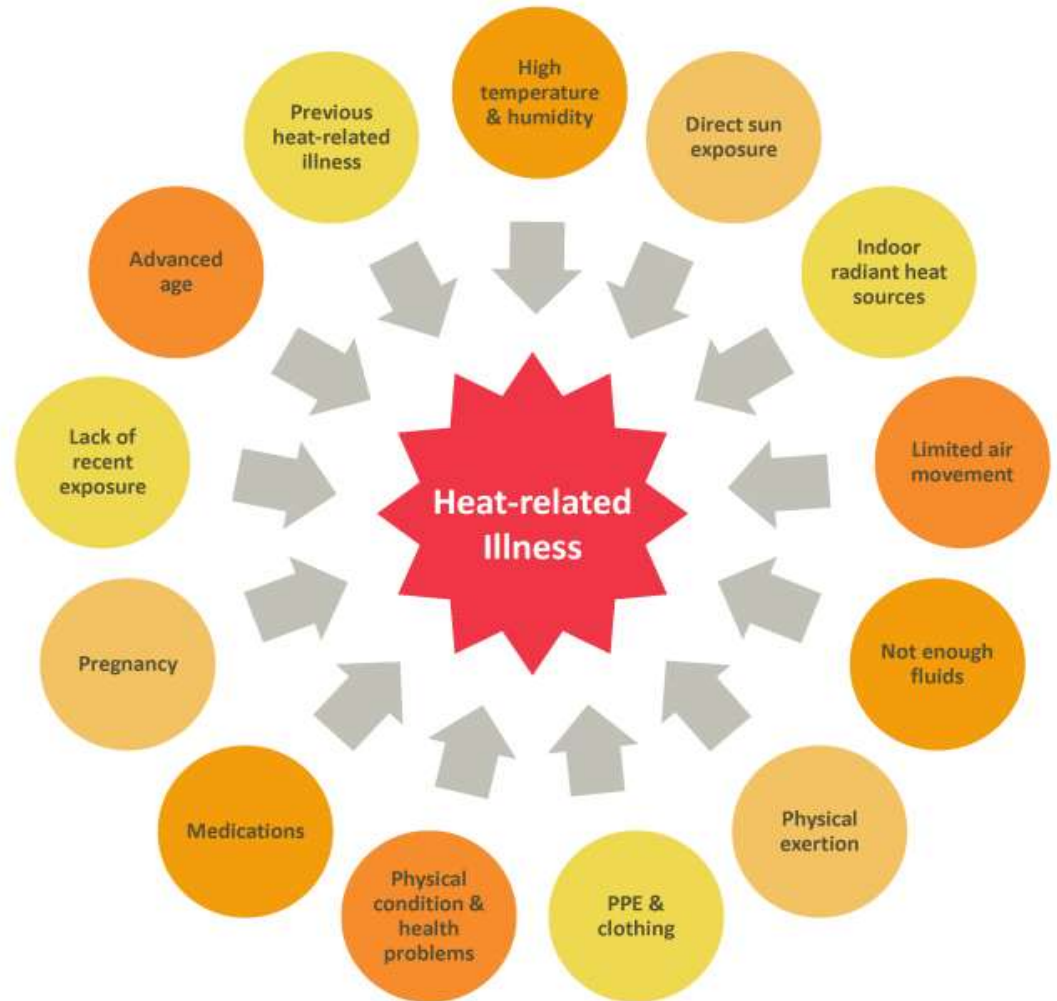 High
temperature
& humidity
Direct sun
exposure
Indoor
radiant heat
sources
Limited air
movement
Not enough
fluids
Physical
exertion
PPE &
clothing
Physical
condition &
health
problems
Medications
Pregnancy
Lack of
recent
exposure
Advanced
age
Previous
heat-related
illness
Heat-related
Illness